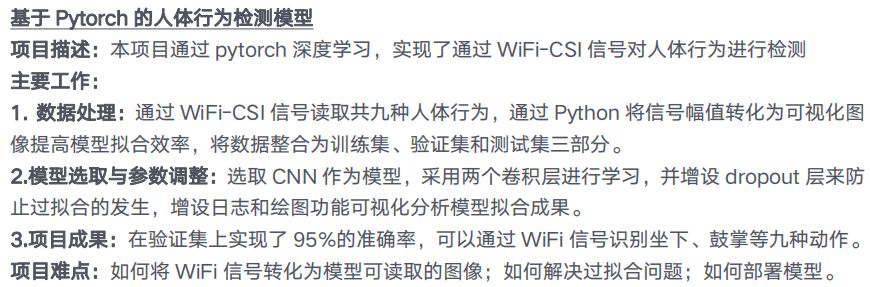 基于 Pytorch 的人体行为检测模型
项目描述：本项目通过 pytorch 深度学习，实现了通过 WiFi-CSI 信号对人体行为进行检测
主要工作：
1. 数据处理：通过 WiFi-CSI 信号读取共九种人体行为，通过 Python 将信号幅值转化为可视化图
像提高模型拟合效率，将数据整合为训练集、验证集和测试集三部分。
2.模型选取与参数调整：选取 CNN 作为模型，采用两个卷积层进行学习，并增设 dropout 层来防
止过拟合的发生，增设日志和绘图功能可视化分析模型拟合成果。
3.项目成果：在验证集上实现了 95%的准确率，可以通过 WiFi 信号识别坐下、鼓掌等九种动作。
项目难点：如何将 WiFi 信号转化为模型可读取的图像；如何解决过拟合问题；如何部署模型。